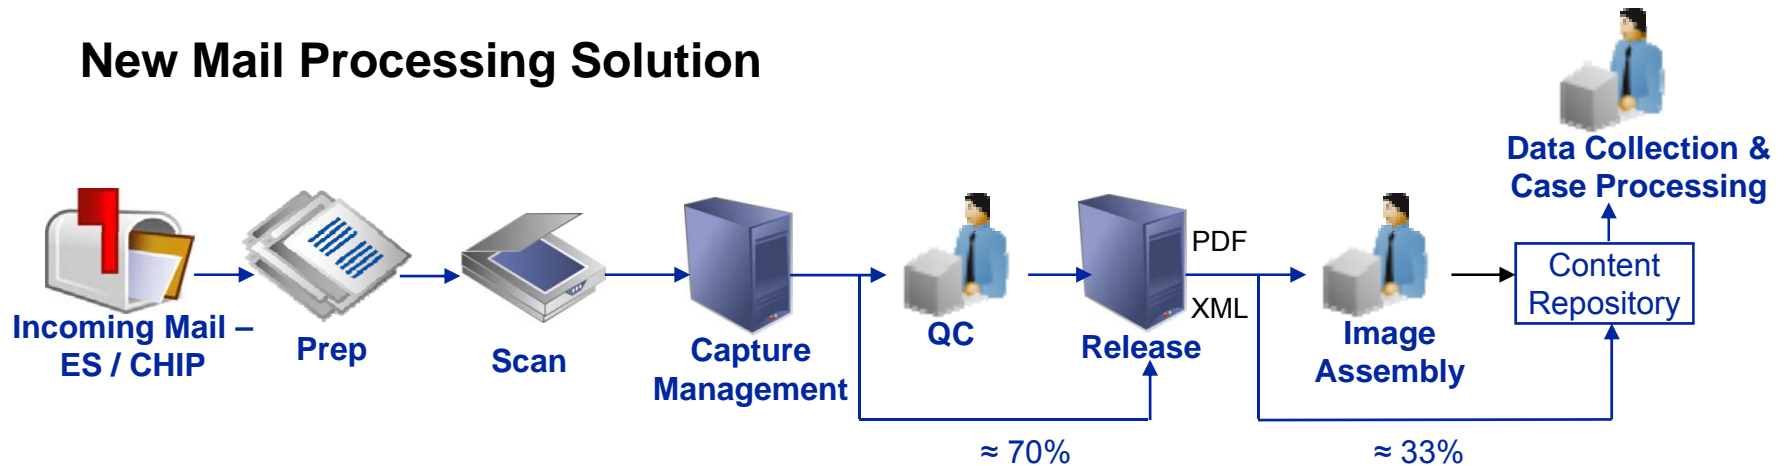 New Mail Processing Solution
Data Collection &
Case Processing
Incoming Mail –
ES / CHIP
Prep
Scan
Capture
Management
QC
Release
PDF
XML
Image
Assembly
Content
Repository
≈ 70%
≈ 33%